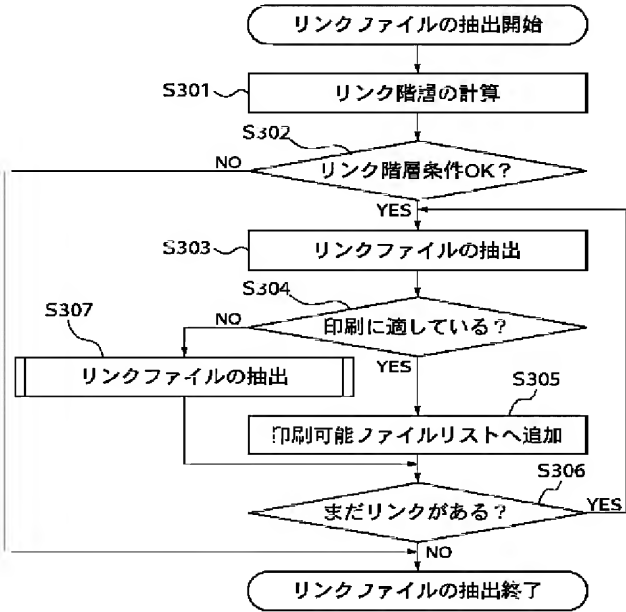 リンクファイルの抽出開始
S301
リンク階層の計算
S302
NO
リンク階層条件OK？
YES
S303
リンクファイルの抽出
S304
NO
印刷に適している？
S307
YES
リンクファイルの抽出
S305
印刷可能ファイルリストへ追加
S306
まだリンクがある？
YES
NO
リンクファイルの抽出終了